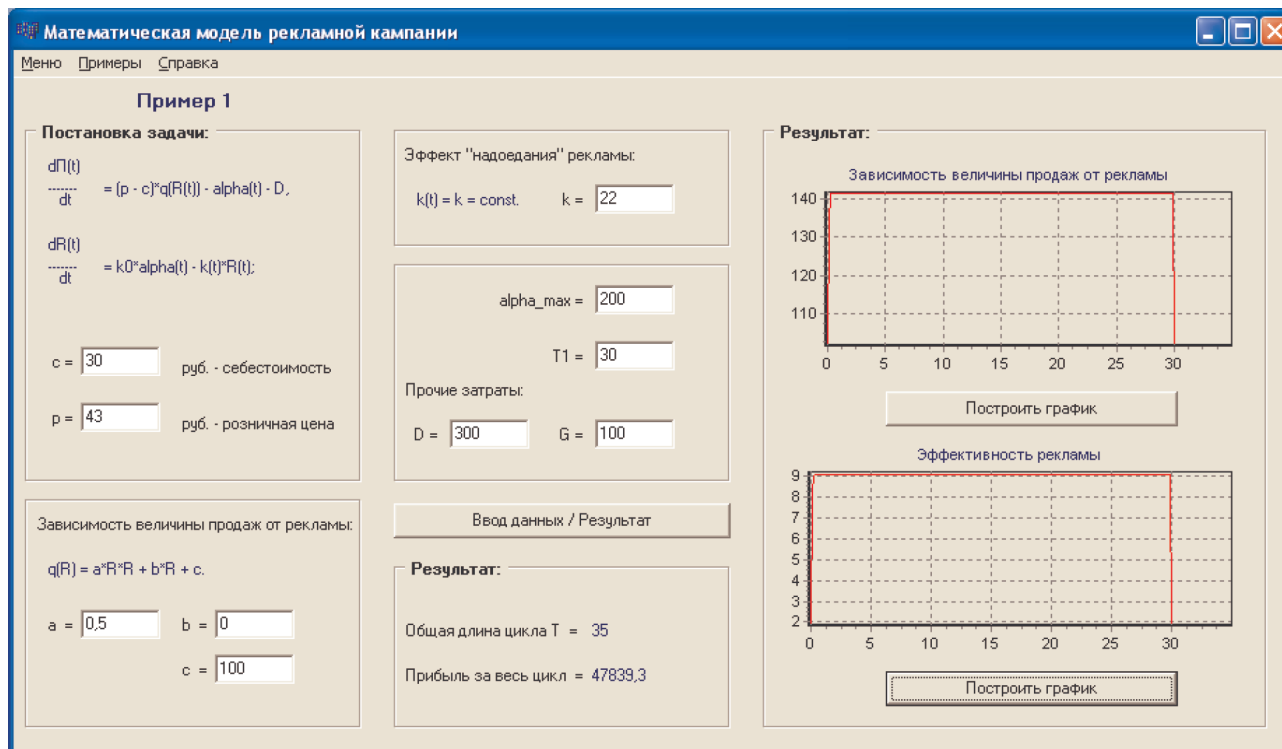 Математическая модель рекламной кампании
Меню Примеры Справка
Пример 1
Постановка задачи:
dП(t)
------- = (p - c)*q(R(t)) - alpha(t) - D,
dt
dR(t)
------- = k0*alpha(t) - k(t)*R(t);
dt
c = 30 руб. - себестоимость
p = 43 руб. - розничная цена
Зависимость величины продаж от рекламы:
q(R) = a*R*R + b*R + c.
a = 0,5 b = 0
c = 100
Эффект "надоедания" рекламы:
k(t) = k = const. k = 22
alpha_max = 200
T1 = 30
Прочие затраты:
D = 300 G = 100
Ввод данных / Результат
Результат:
Общая длина цикла T = 35
Прибыль за весь цикл = 47839,3
Результат:
Зависимость величины продаж от рекламы
140
130
120
110
0 5 10 15 20 25 30
Построить график
Эффективность рекламы
9
8
7
6
5
4
3
2
0 5 10 15 20 25 30
Построить график